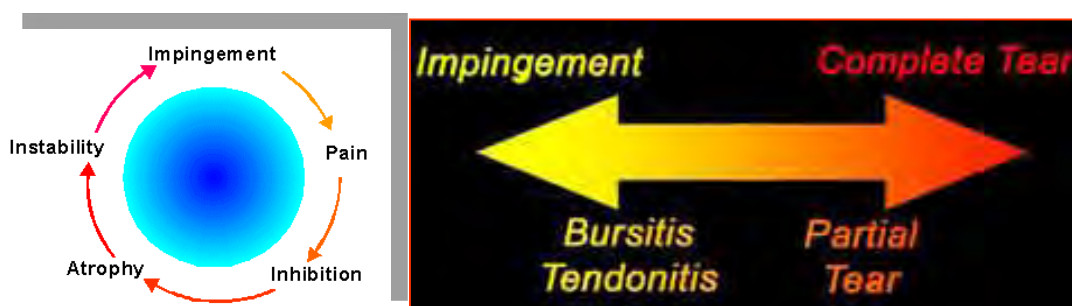 Impingement
Pain
Inhibition
Atrophy
Instability
Impingement
Complete Tear
Bursitis
Tendonitis
Partial
Tear